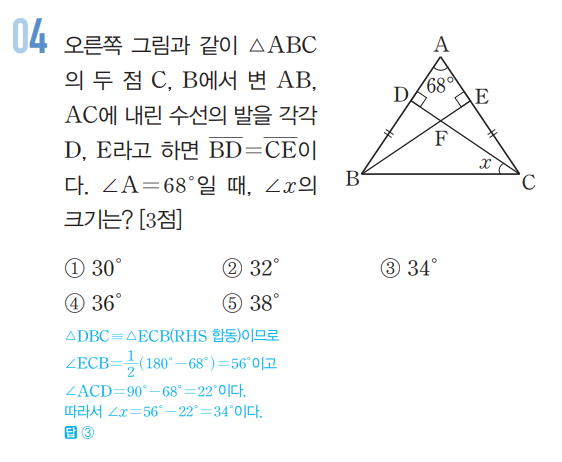 04
오른쪽 그림과 같이 △ABC
의 두 점 C, B에서 변 AB,
AC에 내린 수선의 발을 각각
D, E라고 하면 B̅D̅=C̅E̅이
다. ∠A=68°일 때, ∠x의
크기는? [3점]
A
68°
D
E
F
x
B
C
① 30° ② 32° ③ 34°
④ 36° ⑤ 38°
△DBC≡△ECB(RHS 합동)이므로
∠ECB=1/2(180°-68°)=56°이고
∠ACD=90°-68°=22°이다.
따라서 ∠x=56°-22°=34°이다.
답 ③